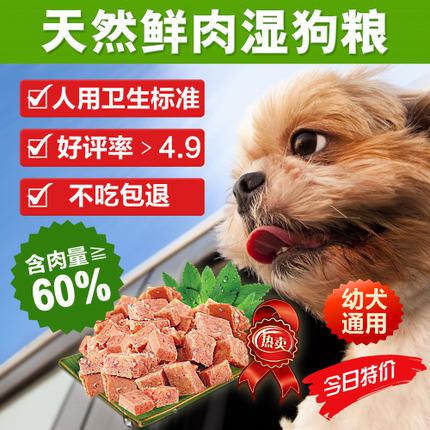 天然鲜肉湿狗粮
人用卫生标准
好评率>4.9
不吃包退
含肉量≧
60%
热卖
幼犬
通用
今日特价